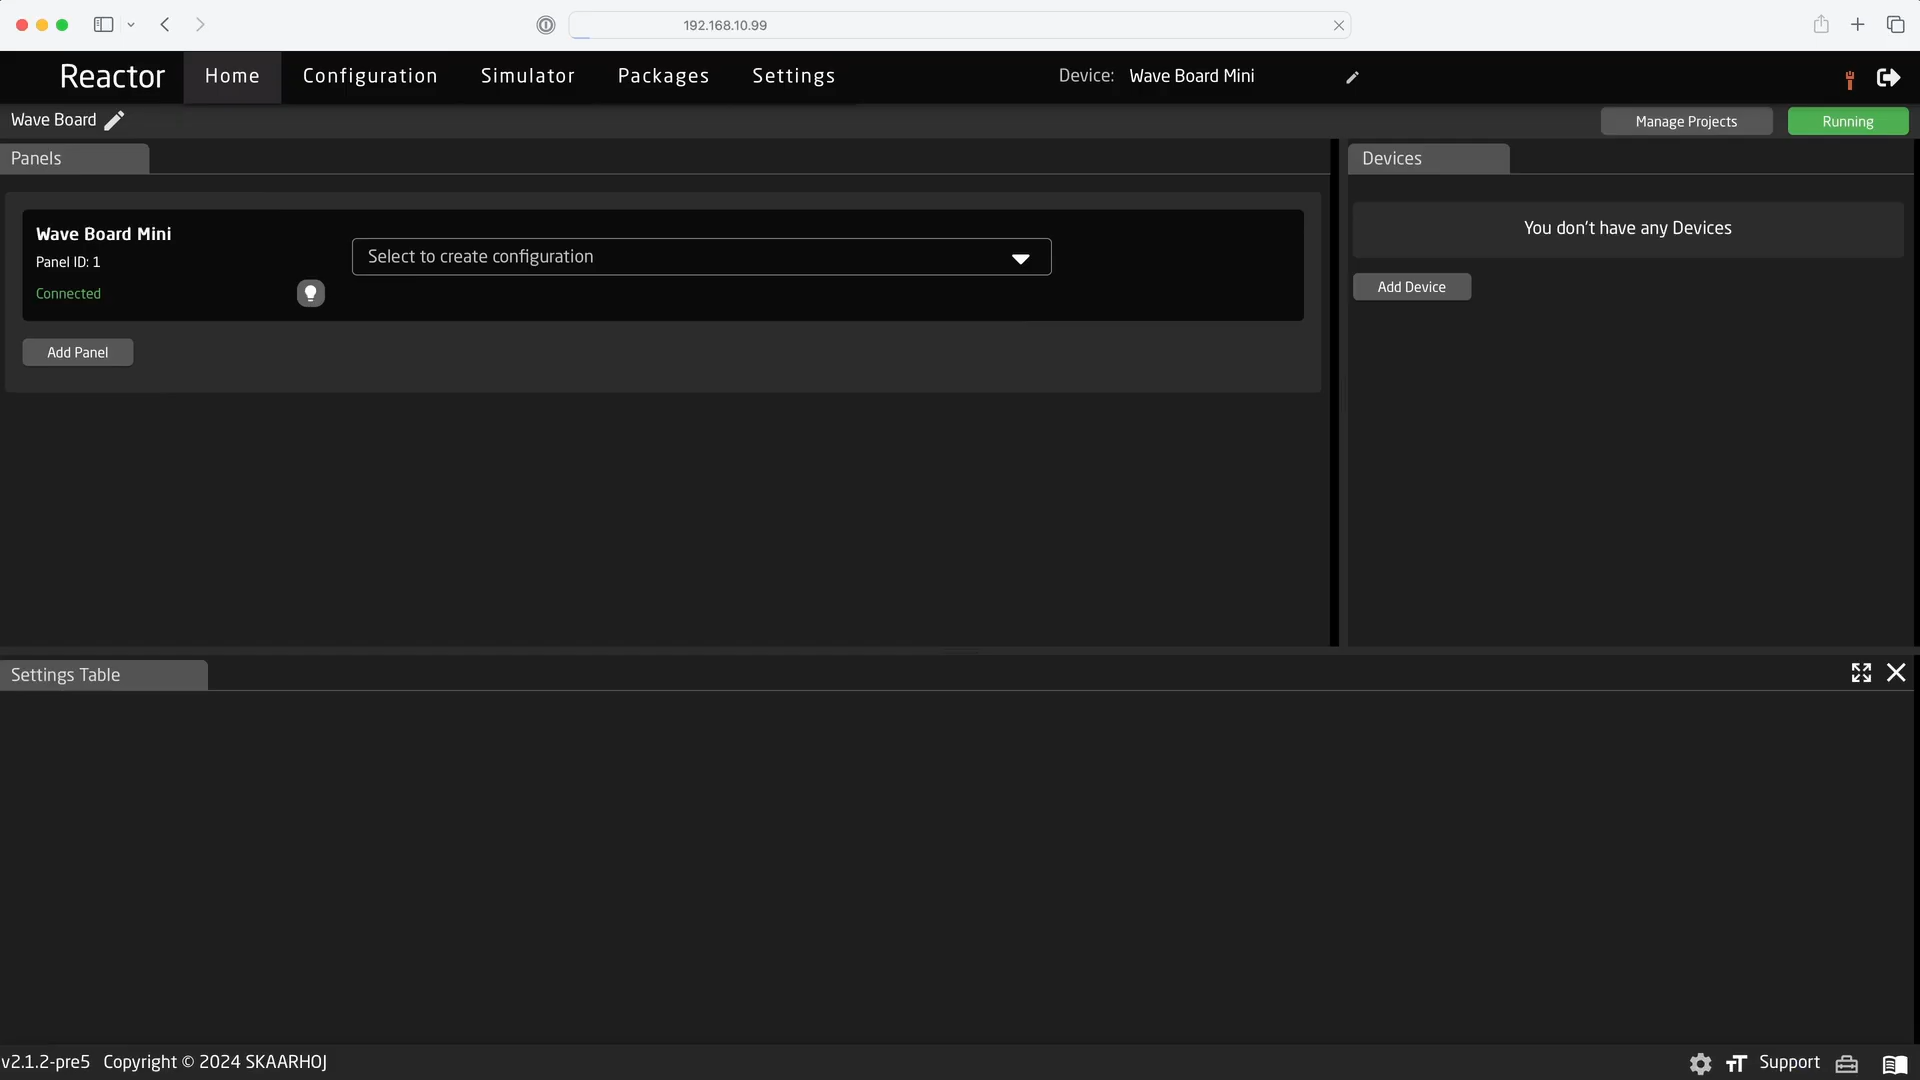 192.168.10.99
Reactor
Home
Configuration
Simulator
Packages
Settings
Device: Wave Board Mini
Wave Board
Manage Projects
Running
Panels
Devices
Wave Board Mini
Panel ID: 1
Connected
Select to create configuration
Add Panel
You don't have any Devices
Add Device
Settings Table
v2.1.2-pre5 Copyright © 2024 SKAARHOJ
Support